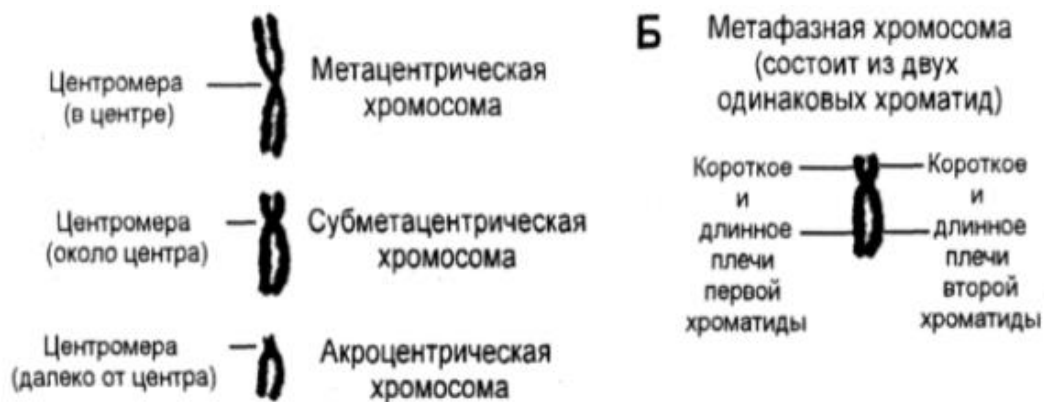 Центромера
(в центре)
Метацентрическая
хромосома
Центромера
(около центра)
Субметацентрическая
хромосома
Центромера
(далеко от центра)
Акроцентрическая
хромосома
Б
Метафазная хромосома
(состоит из двух
одинаковых хроматид)
Короткое
и
длинное
плечи
первой
хроматиды
Короткое
и
длинное
плечи
второй
хроматиды